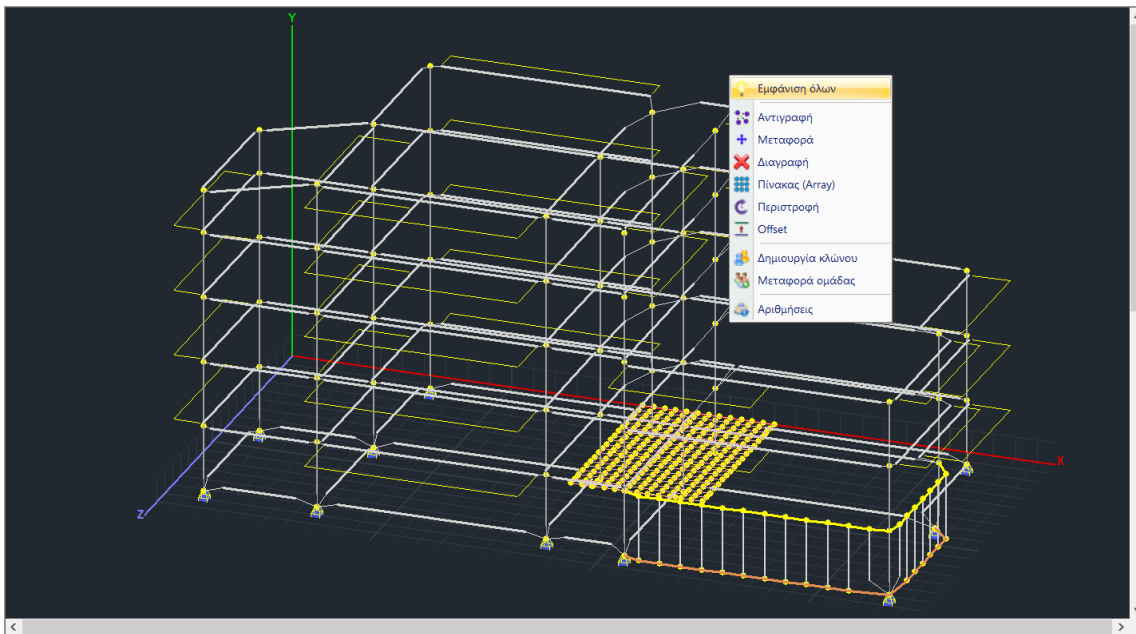 Y
Εμφάνιση όλων
Αντιγραφή
Μεταφορά
Διαγραφή
Πίνακας (Array)
Περιστροφή
Offset
Δημιουργία κλώνου
Μεταφορά ομάδας
Αριθμήσεις
X
Z